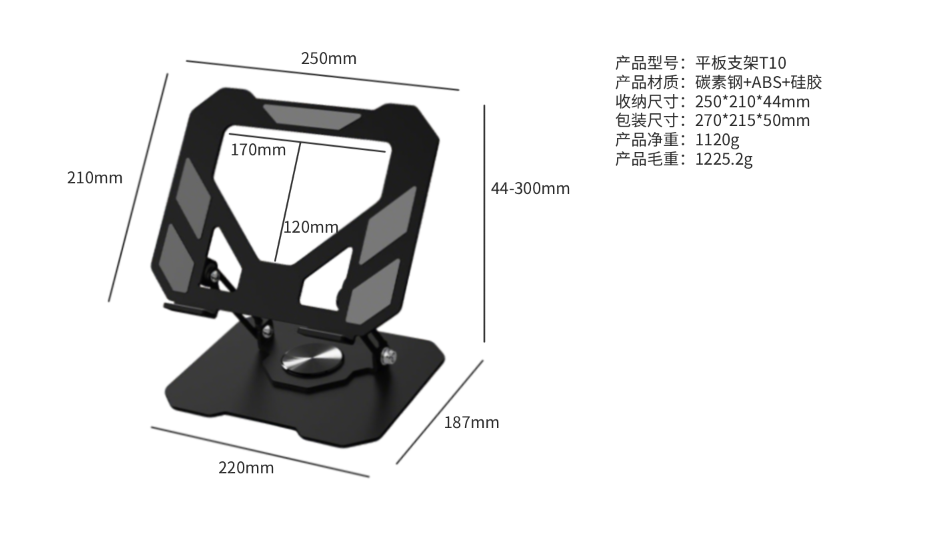 250mm
产品型号：平板支架T10
产品材质：碳素钢+ABS+硅胶
收纳尺寸：250*210*44mm
包装尺寸：270*215*50mm
产品净重：1120g
产品毛重：1225.2g
170mm
210mm
44-300mm
120mm
187mm
220mm